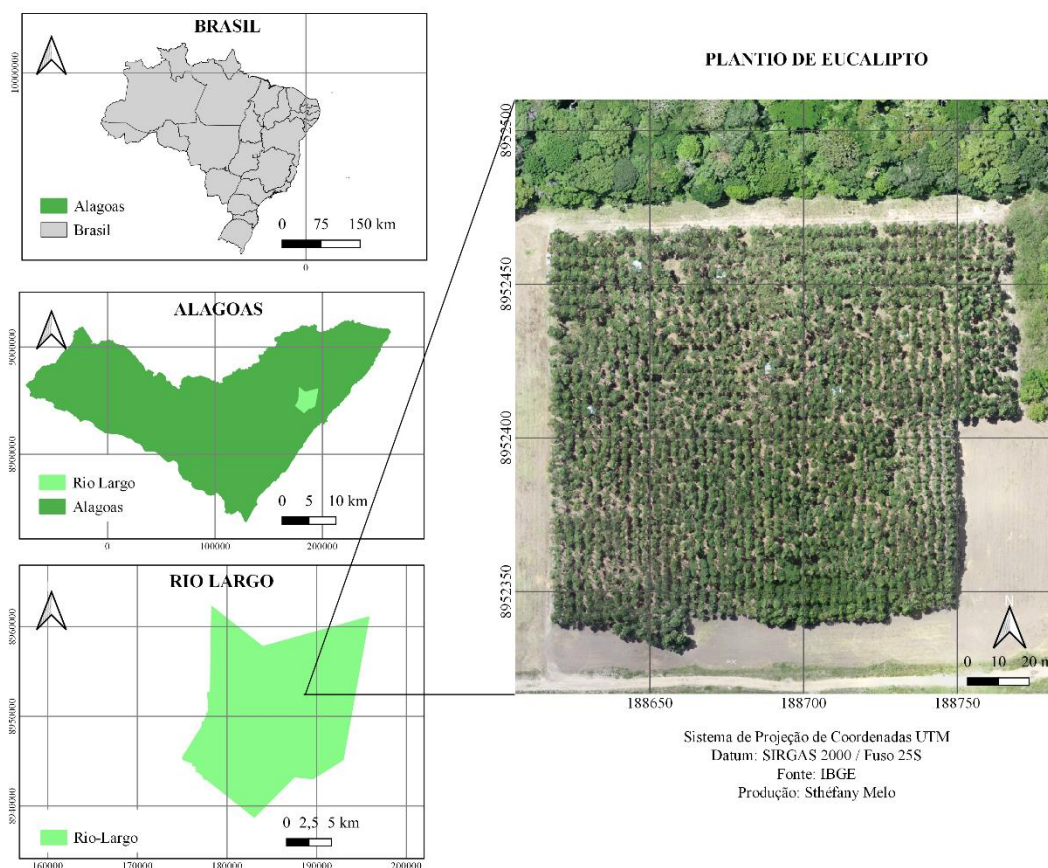 BRASIL
10000000
Alagoas
Brasil
0 75 150 km
0
ALAGOAS
9000000
8900000
Rio Largo
Alagoas
0 5 10 km
0 100000 200000
RIO LARGO
8960000
8950000
8940000
Rio-Largo
0 2,5 5 km
160000 170000 180000 190000 200000
PLANTIO DE EUCALIPTO
8952500
8952450
8952400
8952350
N
0 10 20 m
188650 188700 188750
Sistema de Projeção de Coordenadas UTM
Datum: SIRGAS 2000 / Fuso 25S
Fonte: IBGE
Produção: Sthéfany Melo